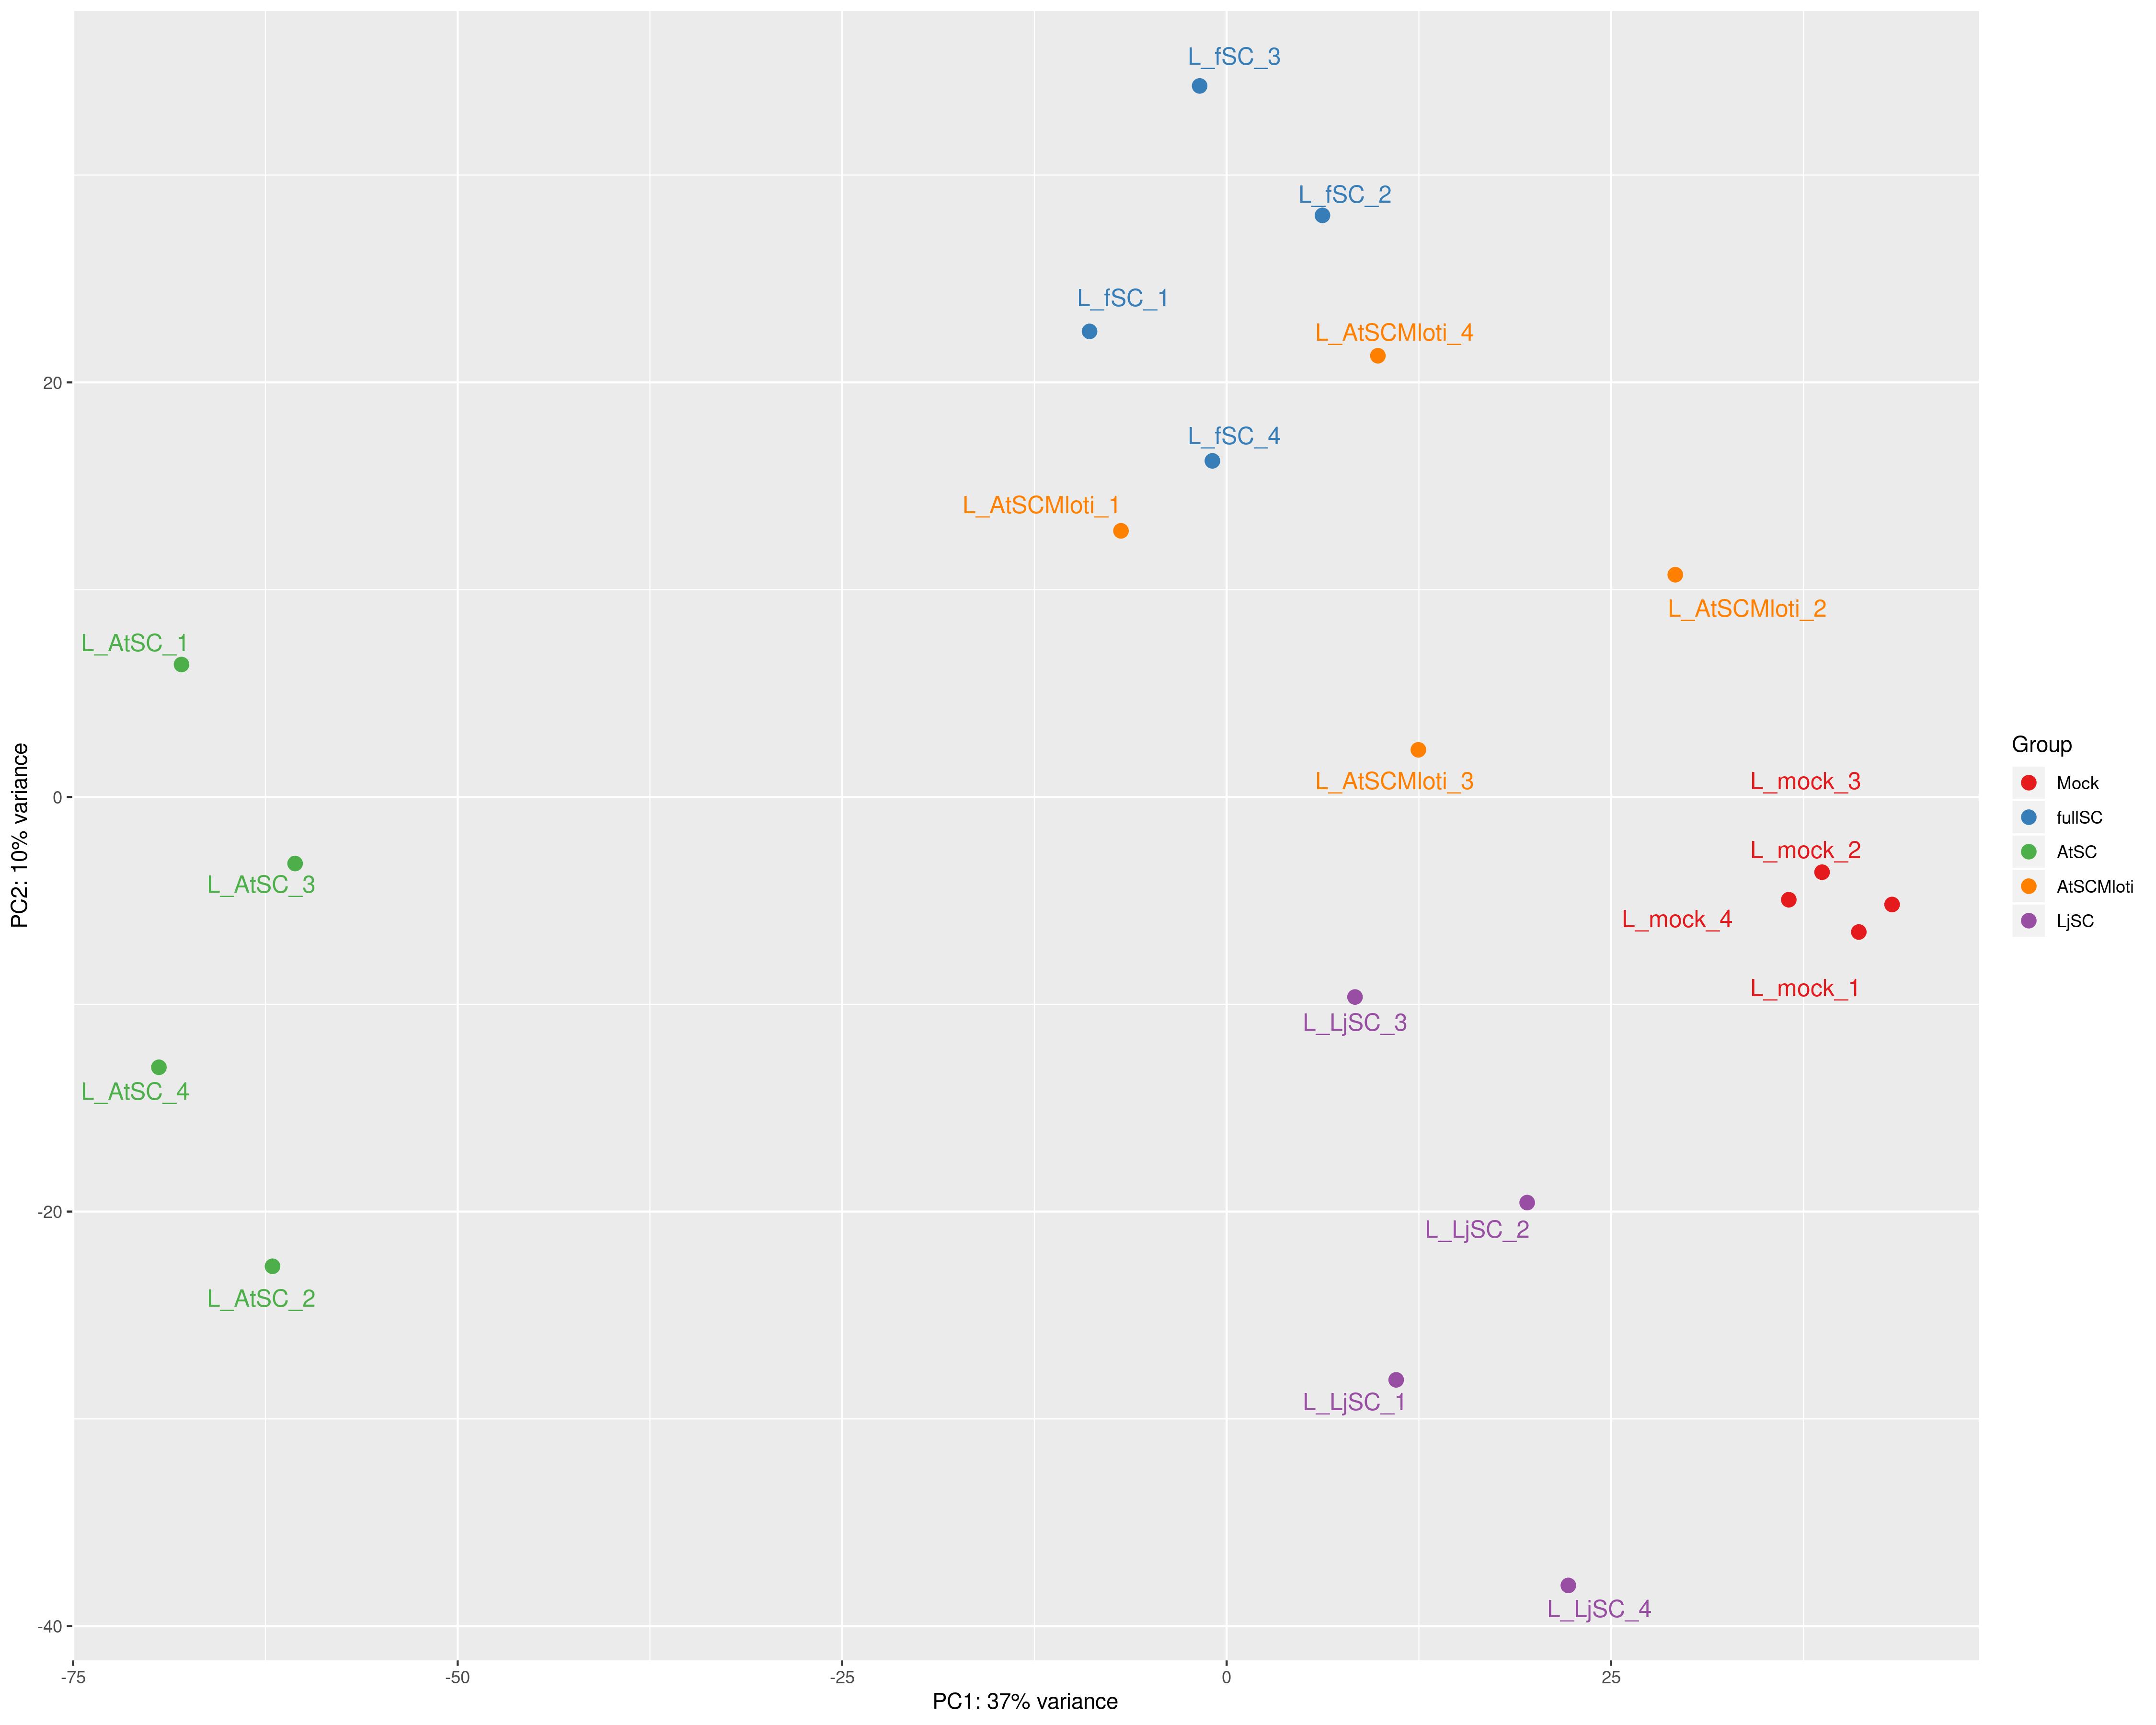 L_fSC_3
L_fSC_2
L_fSC_1
L_AtSCMloti_4
20
L_fSC_4
L_AtSCMloti_1
L_AtSCMloti_2
L_AtSC_1
L_AtSCMloti_3
L_mock_3
0
L_mock_2
L_AtSC_3
L_mock_4
L_mock_1
L_LjSC_3
L_AtSC_4
-20
L_LjSC_2
L_AtSC_2
L_LjSC_1
L_LjSC_4
-40
-75
-50
-25
0
25
PC1: 37% variance
PC2: 10% variance
Group
Mock
fullSC
AtSC
AtSCMloti
LjSC